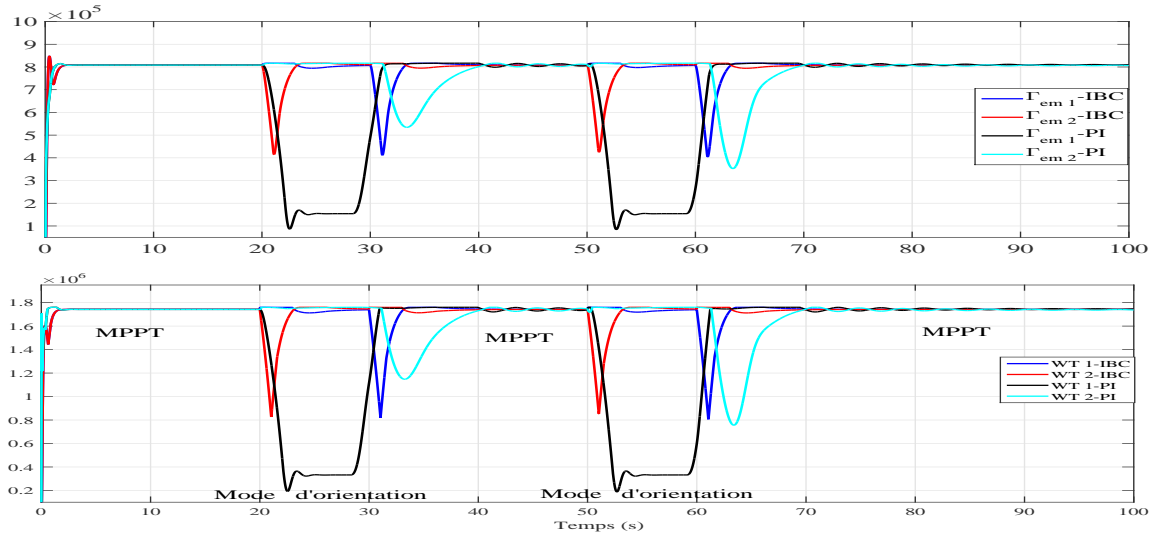 10 ×10^5
9
8
7
6
5
4
3
2
1
0 10 20 30 40 50 60 70 80 90 100
Γem 1-IBC
Γem 2-IBC
Γem 1-PI
Γem 2-PI
×10^6
1.8
1.6
1.4
1.2
1
0.8
0.6
0.4
0.2
MPPT
MPPT
MPPT
WT 1-IBC
WT 2-IBC
WT 1-PI
WT 2-PI
Mode d'orientation
Mode d'orientation
0 10 20 30 40 50 60 70 80 90 100
Temps (s)